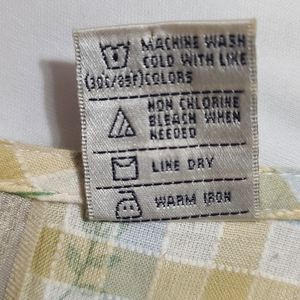 MACHINE WASH
COLD WITH LIKE
(30C/85F)COLORS
NON CHLORINE
BLEACH WHEN
NEEDED
LINE DRY
WARM IRON